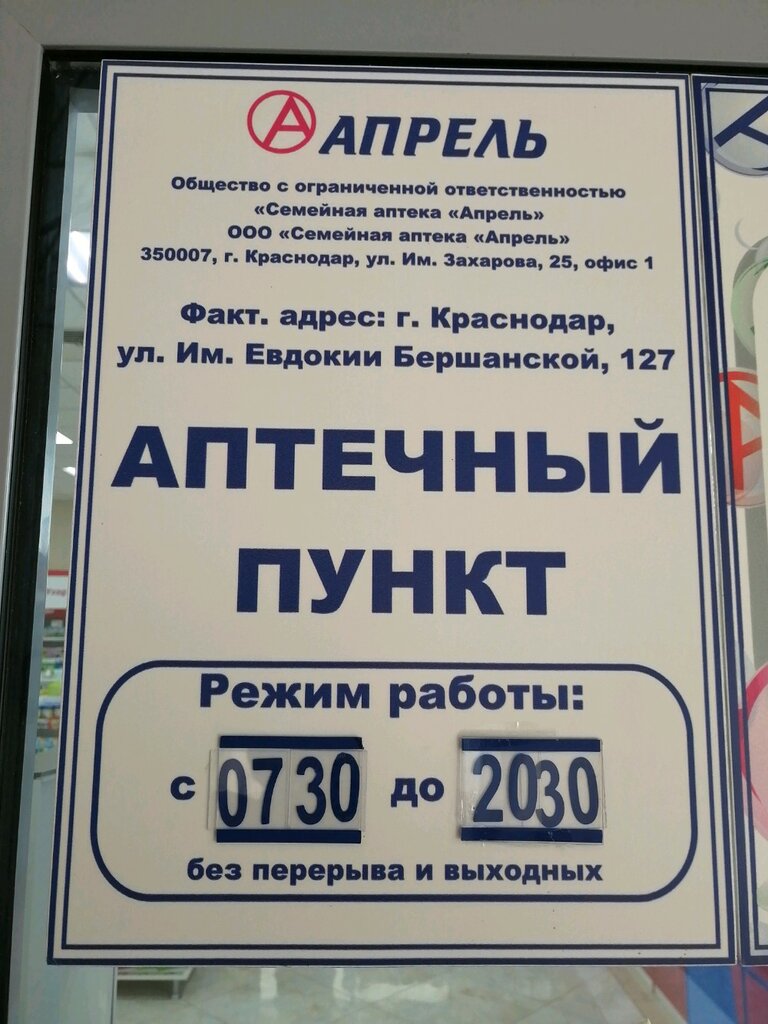 АПРЕЛЬ
Общество с ограниченной ответственностью
«Семейная аптека «Апрель»
ООО «Семейная аптека «Апрель»
350007, г. Краснодар, ул. Им. Захарова, 25, офис 1
Факт. адрес: г. Краснодар,
ул. Им. Евдокии Бершанской, 127
АПТЕЧНЫЙ
ПУНКТ
Режим работы:
с 07 30 до 20 30
без перерыва и выходных